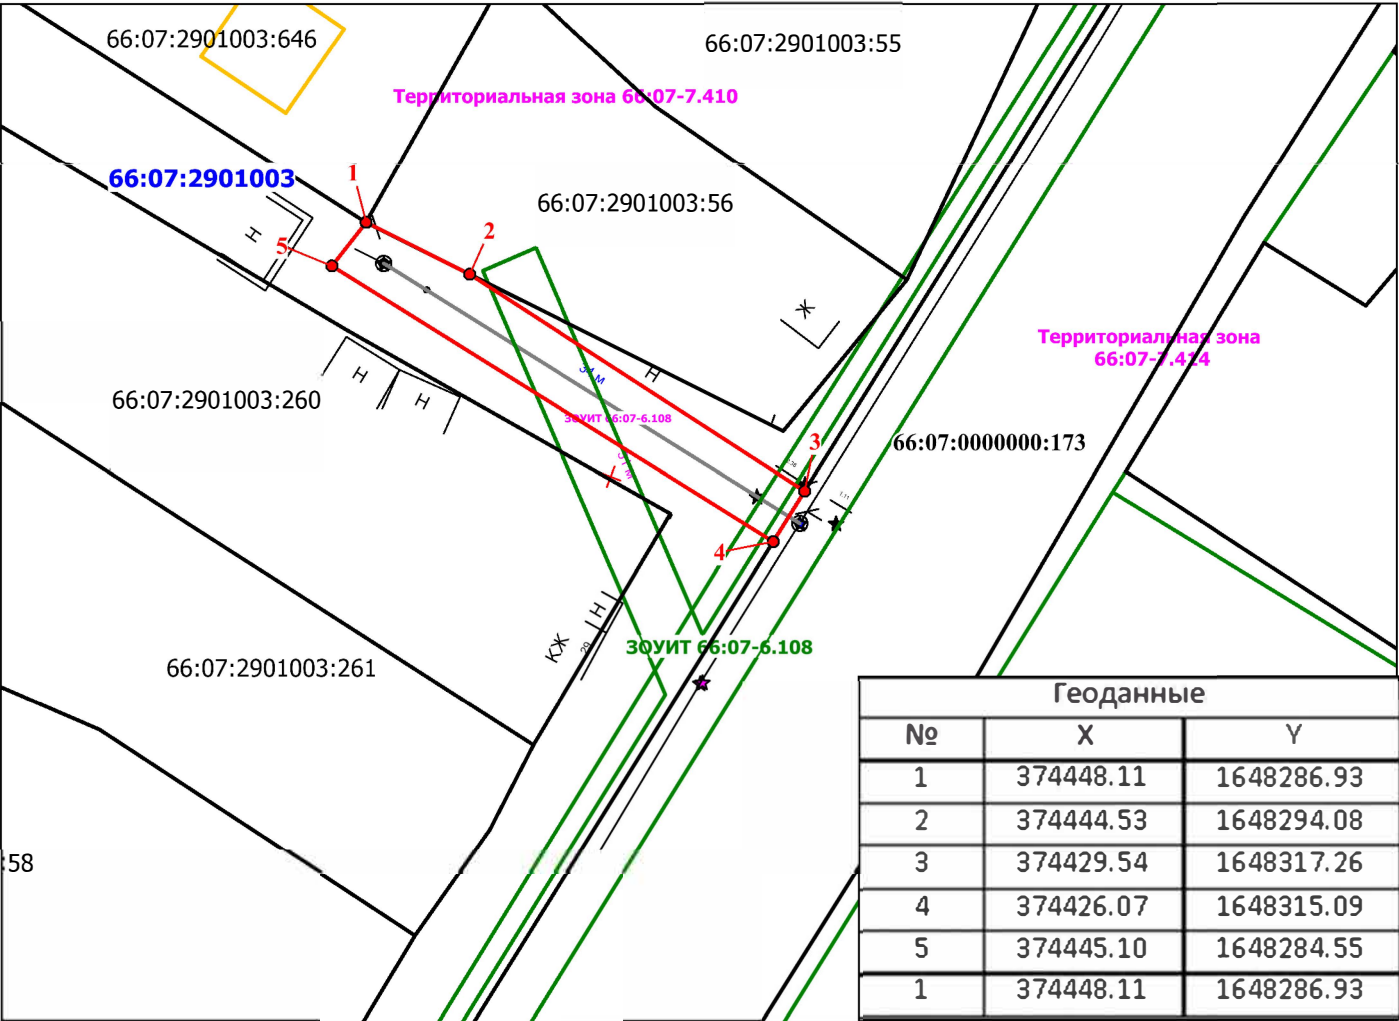 66:07:2901003:646
66:07:2901003:55
Территориальная зона 66:07-7.410
66:07:2901003
1
66:07:2901003:56
2
5
Н
Ж
Территориальная зона
66:07-7.414
Н
Н
Н
34 м
66:07:2901003:260
ЗОУИТ 66:07-6.108
3
66:07:0000000:173
4
Н
КЖ
29
ЗОУИТ 66:07-6.108
66:07:2901003:261
:58
Геоданные
№ X Y
1 374448.11 1648286.93
2 374444.53 1648294.08
3 374429.54 1648317.26
4 374426.07 1648315.09
5 374445.10 1648284.55
1 374448.11 1648286.93